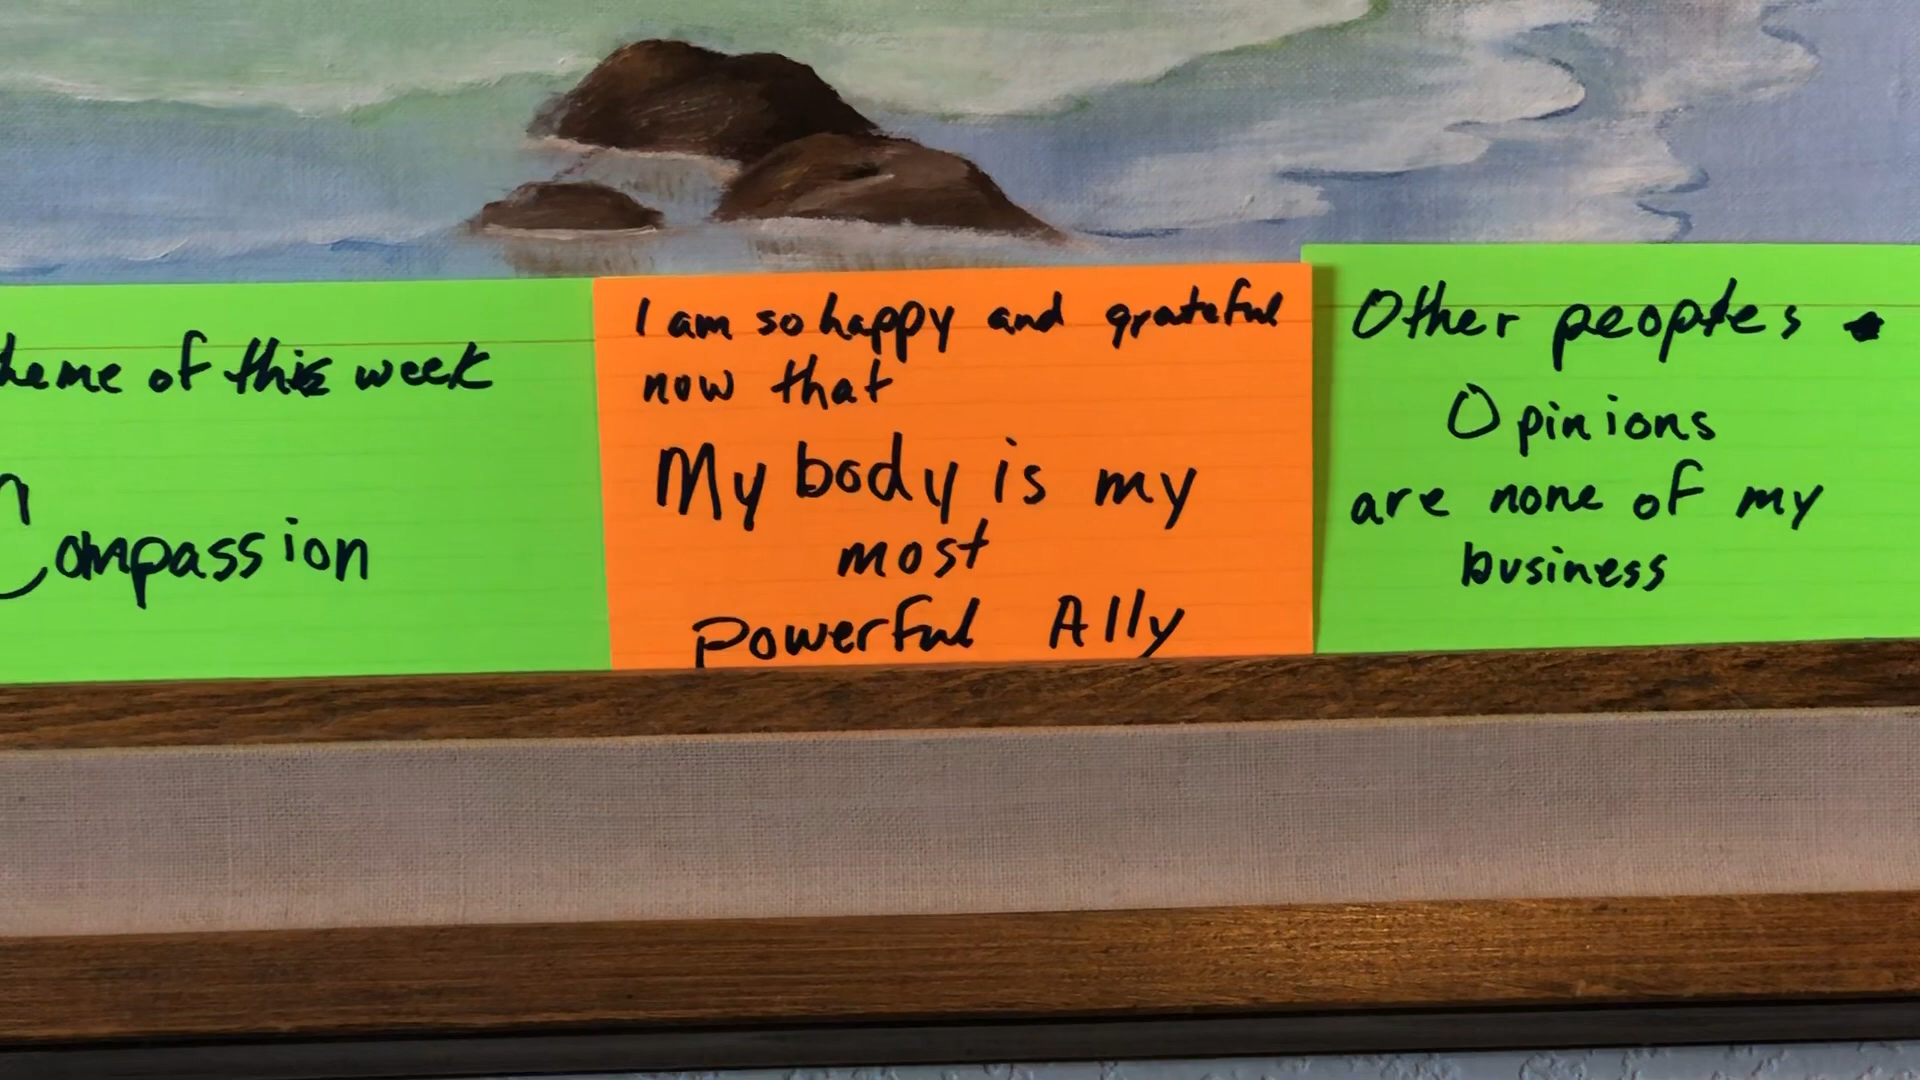 heme of this week
Compassion
I am so happy and grateful
now that
My body is my
most
powerful Ally
Other peoples
Opinions
are none of my
business